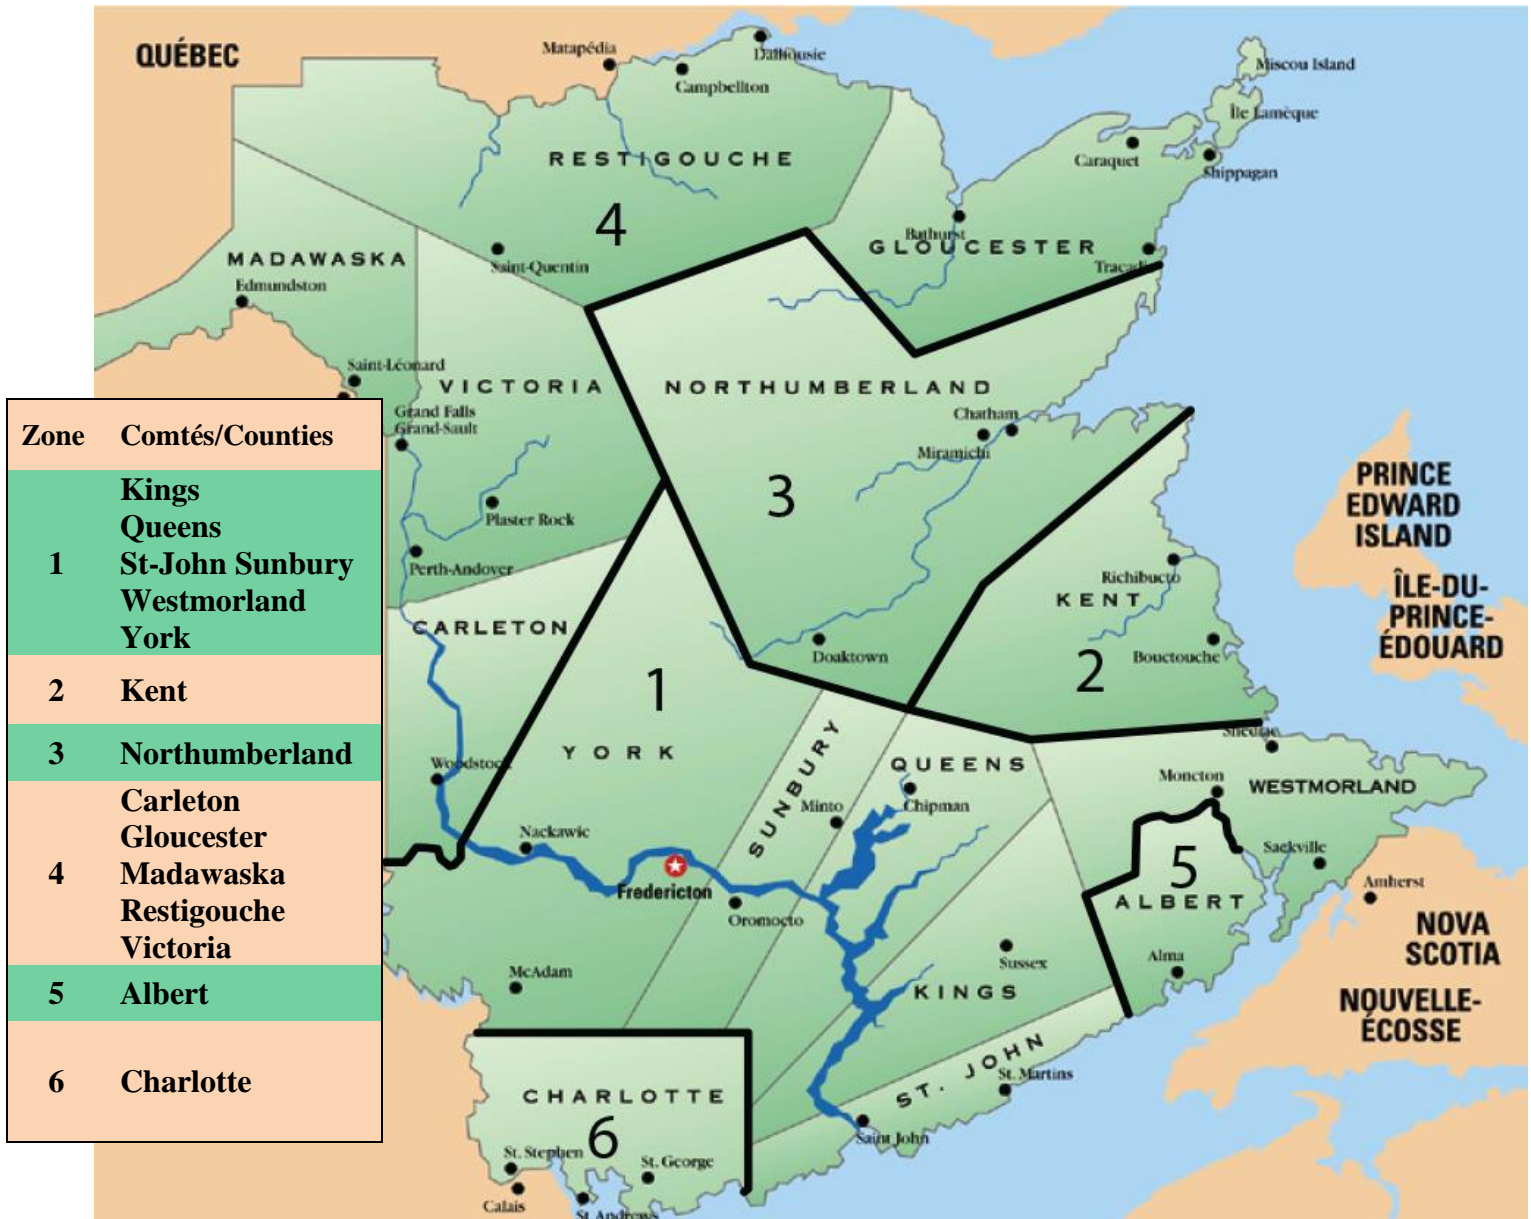 QUÉBEC
Matapédia
Dalhousie
Campbellton
Miscou Island
Île Lamèque
Caraquet
Shippagan
RESTIGOUCHE
4
Bathurst
GLOUCESTER
MADAWASKA
Saint-Quentin
Edmundston
Saint-Léonard
VICTORIA
NORTHUMBERLAND
Grand Falls
Grand-Sault
Chatham
Miramichi
3
Plaster Rock
Perth-Andover
PRINCE
EDWARD
ISLAND
ÎLE-DU-
PRINCE-
ÉDOUARD
Richibucto
KENT
CARLETON
Doaktown
2
Bouctouche
1
YORK
Woodstock
SUNBURY
QUEENS
Minto
Chipman
Shediac
Moncton
WESTMORLAND
Nackawic
Fredericton
Oromocto
5
ALBERT
Sackville
Amherst
Alma
NOVA
SCOTIA
NOUVELLE-
ÉCOSSE
McAdam
Sussex
KINGS
ST. JOHN
St. Martins
Saint John
CHARLOTTE
6
St. Stephen
St. George
Calais
St. Andrews
Zone Comtés/Counties
Kings
Queens
1 St-John Sunbury
Westmorland
York
2 Kent
3 Northumberland
Carleton
Gloucester
4 Madawaska
Restigouche
Victoria
5 Albert
6 Charlotte